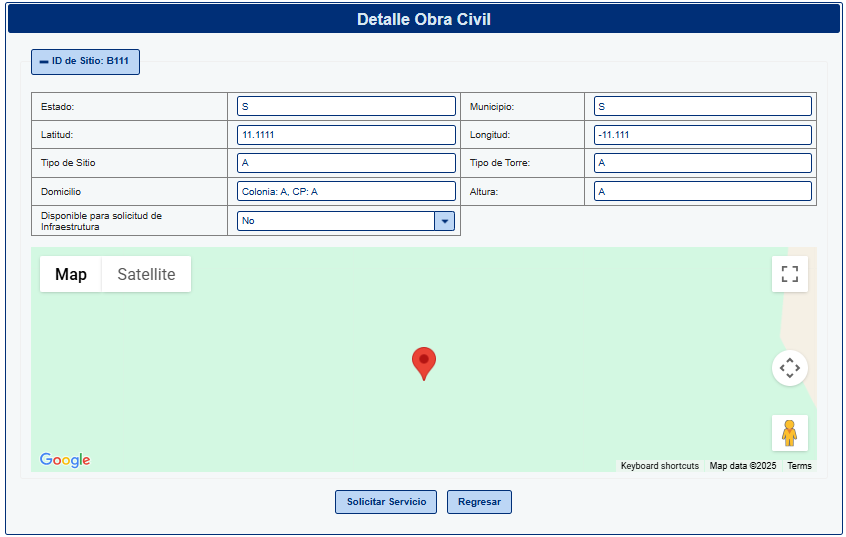 Detalle Obra Civil
ID de Sitio: B111
Estado: S Municipio: S
Latitud: 11.1111 Longitud: -11.111
Tipo de Sitio A Tipo de Torre: A
Domicilio Colonia: A, CP: A Altura: A
Disponible para solicitud de
Infraestrutura No
Map Satellite
Google Keyboard shortcuts Map data ©2025 Terms
Solicitar Servicio Regresar